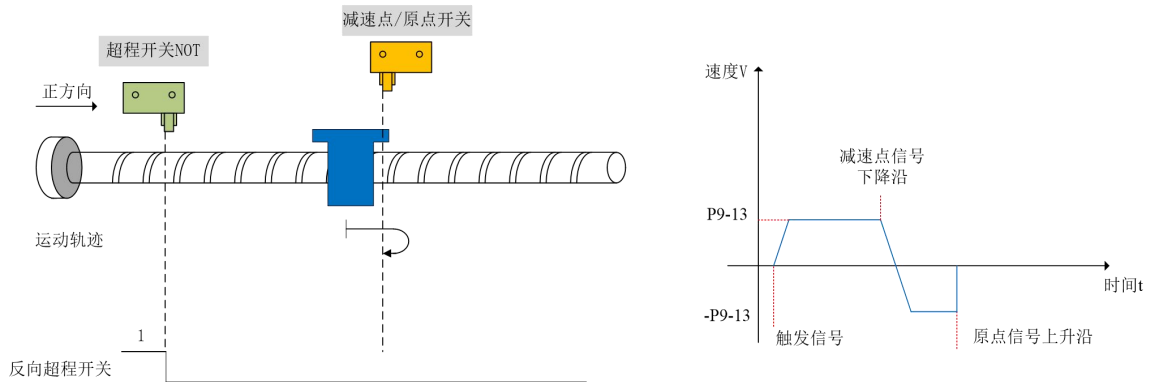 减速点/原点开关
超程开关NOT
正方向
运动轨迹
1
反向超程开关
速度V
减速点信号
下降沿
P9-13
时间t
-P9-13
触发信号
原点信号上升沿